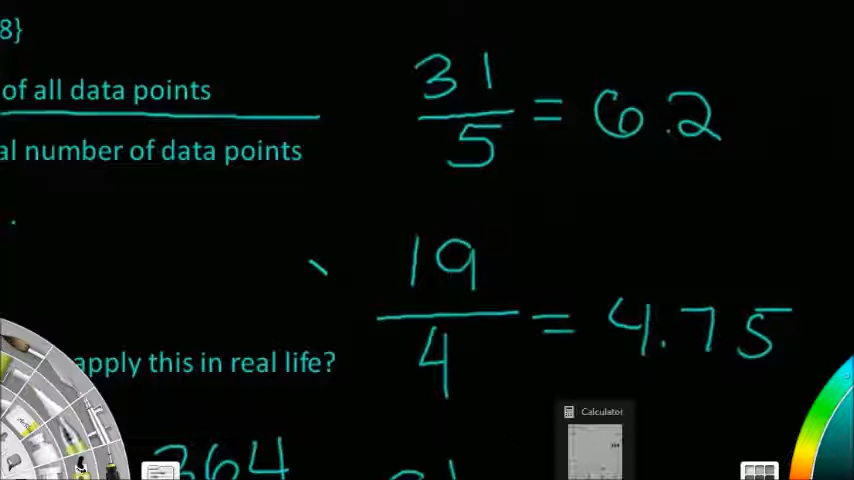 8}
of all data points
al number of data points
.
31
5
= 6.2
19
4
= 4.75
apply this in real life?
Calculator
364